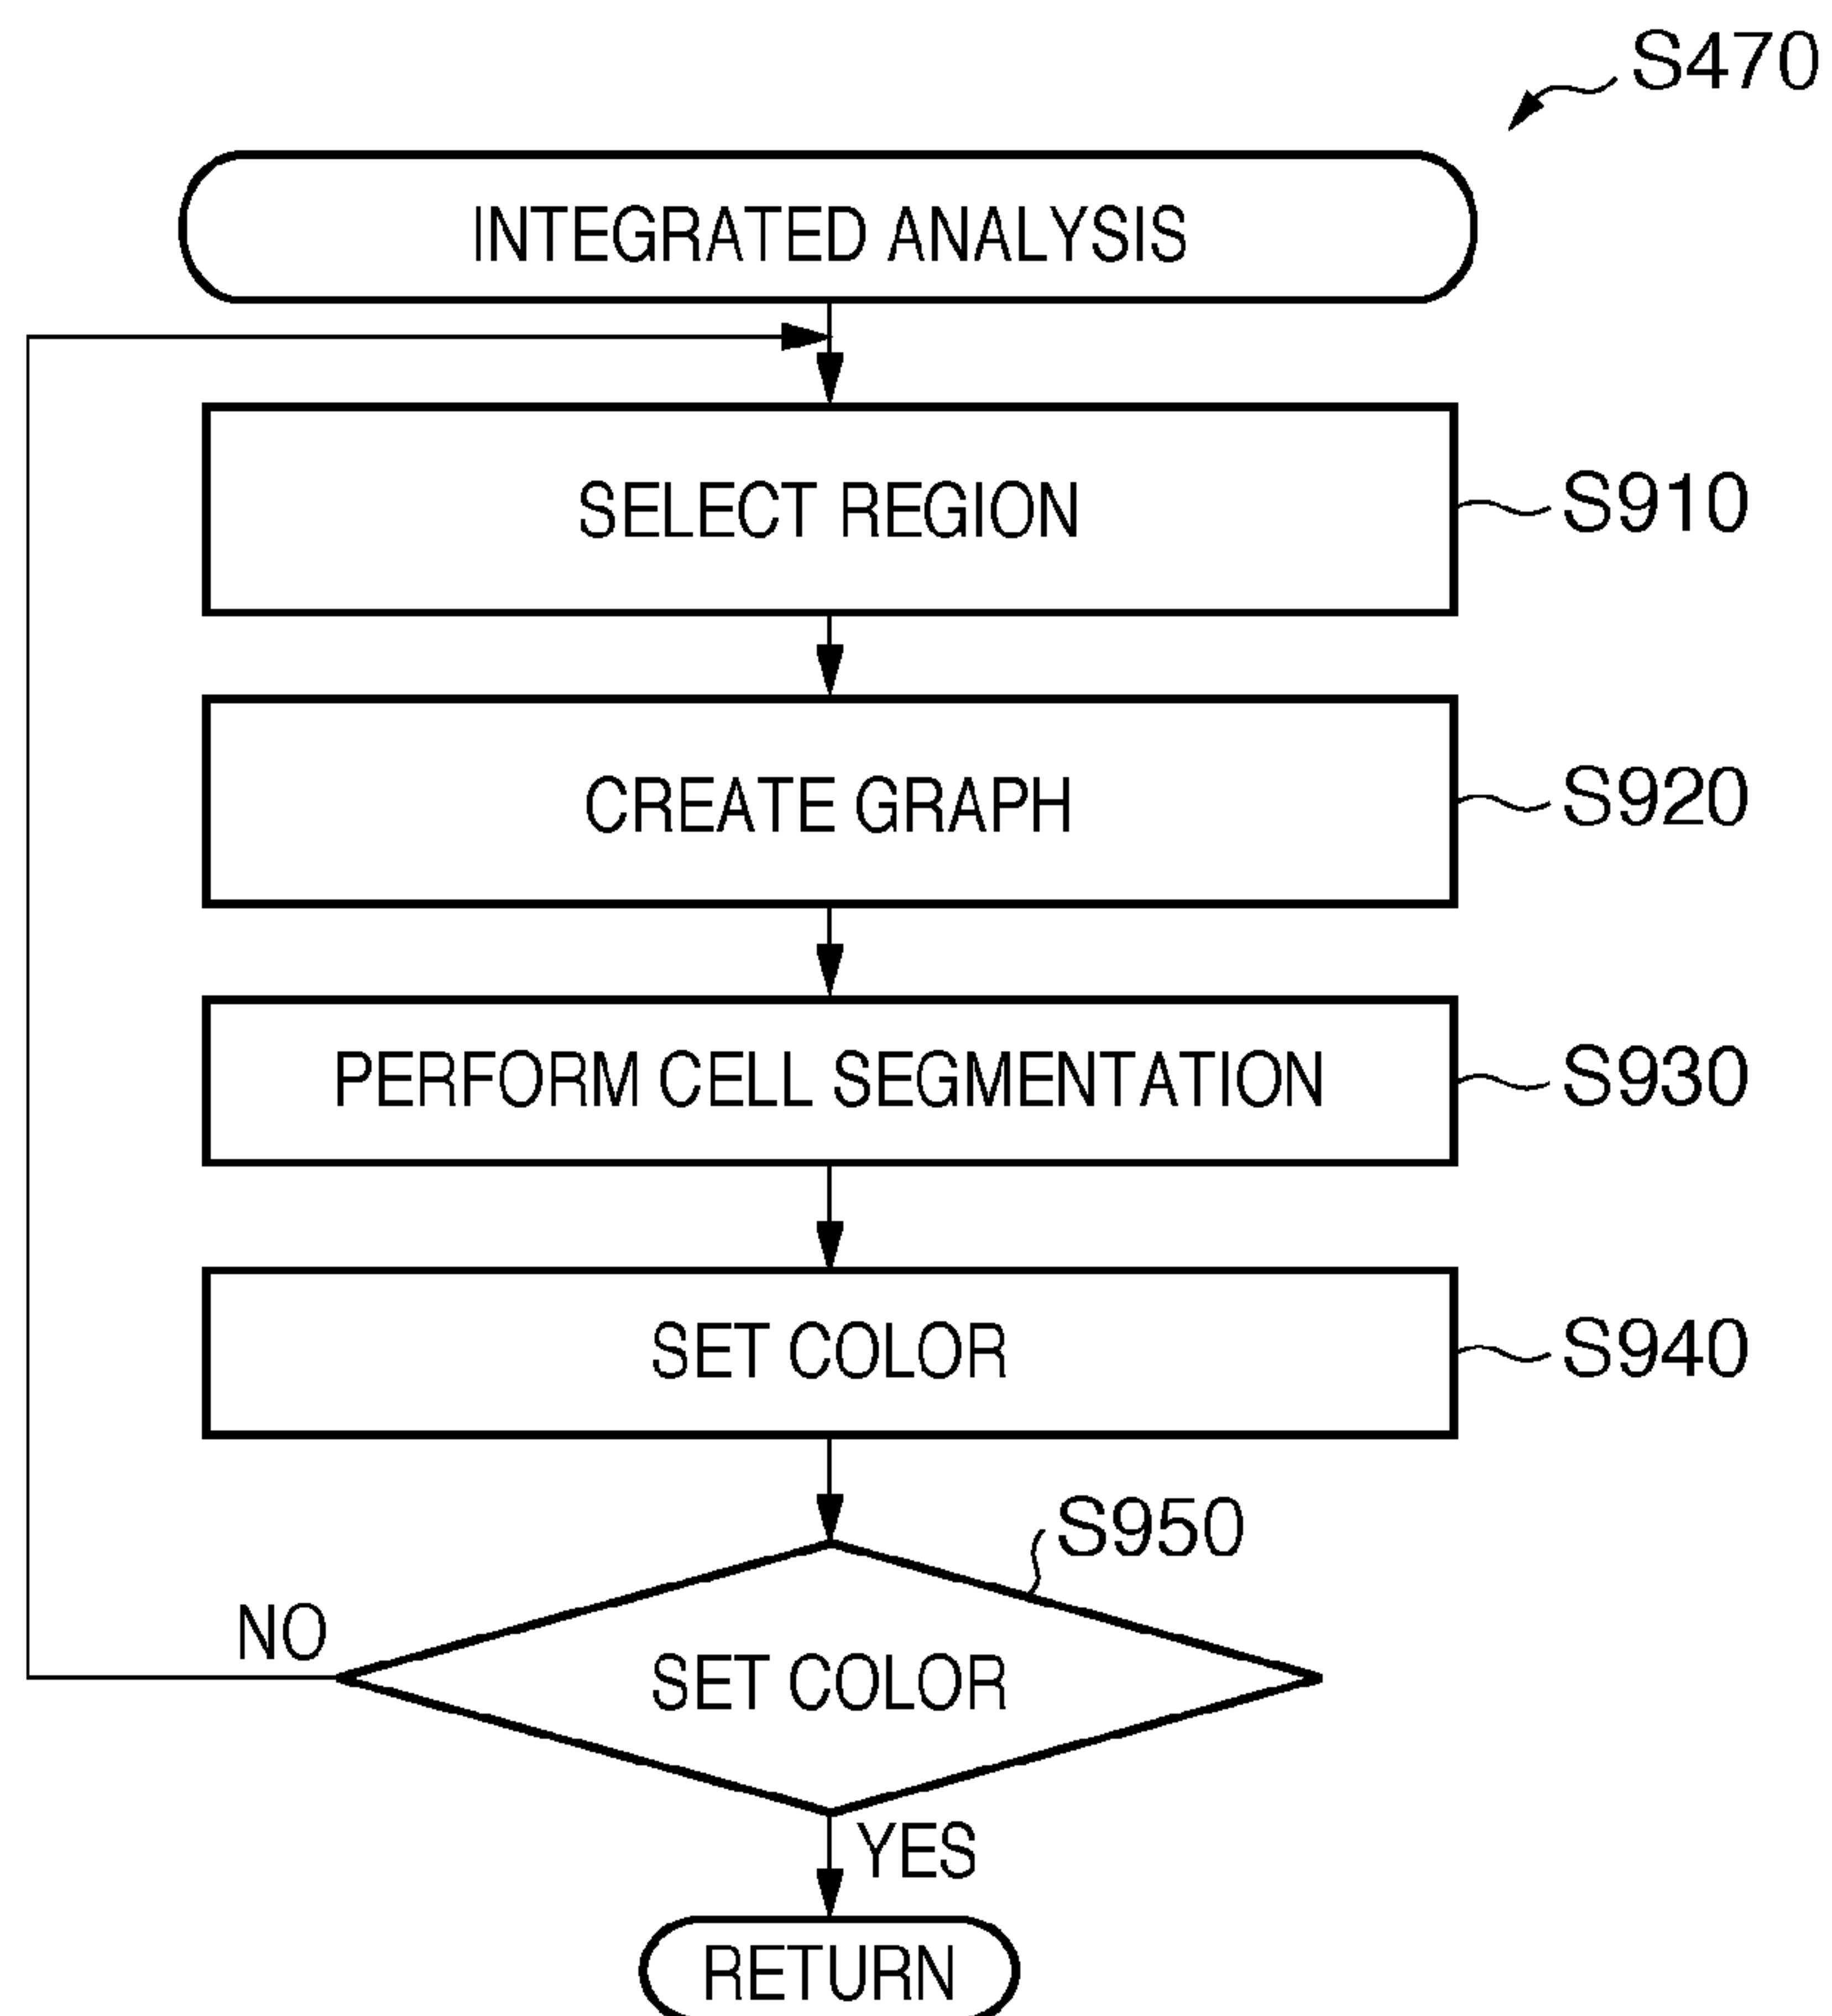 S470
INTEGRATED ANALYSIS
SELECT REGION
S910
CREATE GRAPH
S920
PERFORM CELL SEGMENTATION
S930
SET COLOR
S940
S950
NO
SET COLOR
YES
RETURN